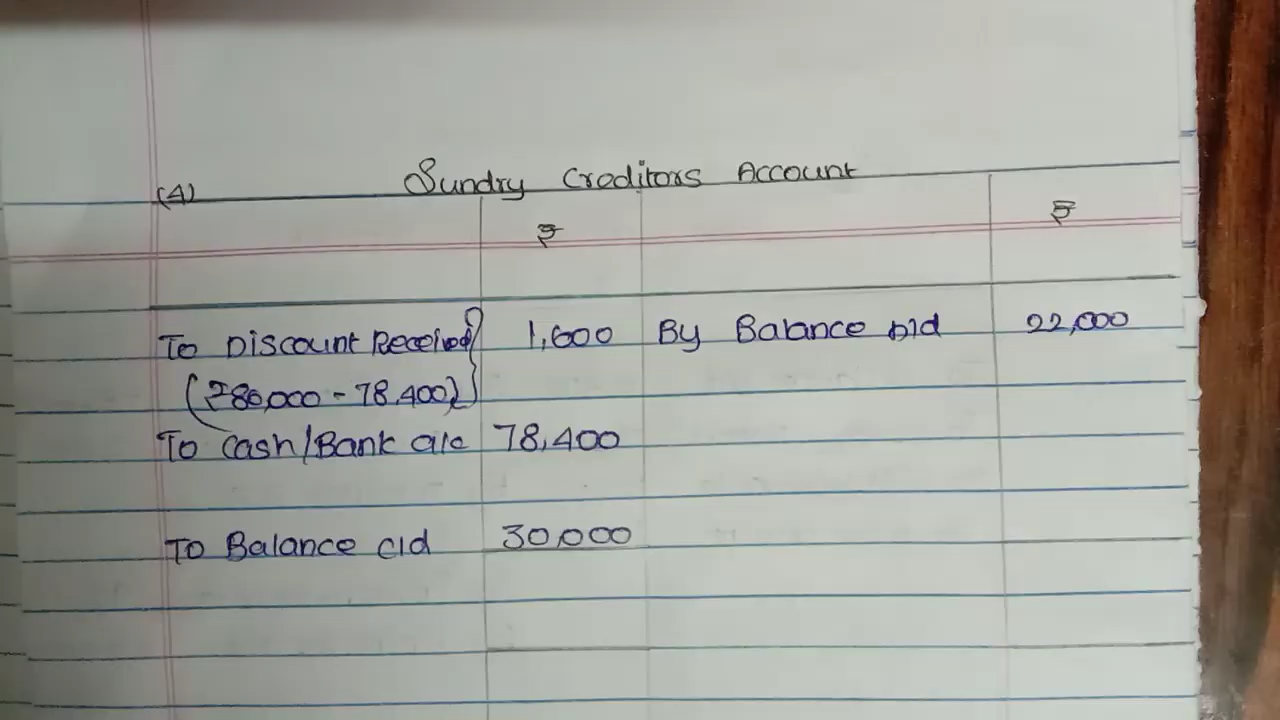 (4) Sundry Creditors Account
₹ ₹
To Discount Received 1,600 By Balance b/d 22,000
(₹80,000 - 78,400)
To Cash/Bank a/c 78,400
To Balance c/d 30,000